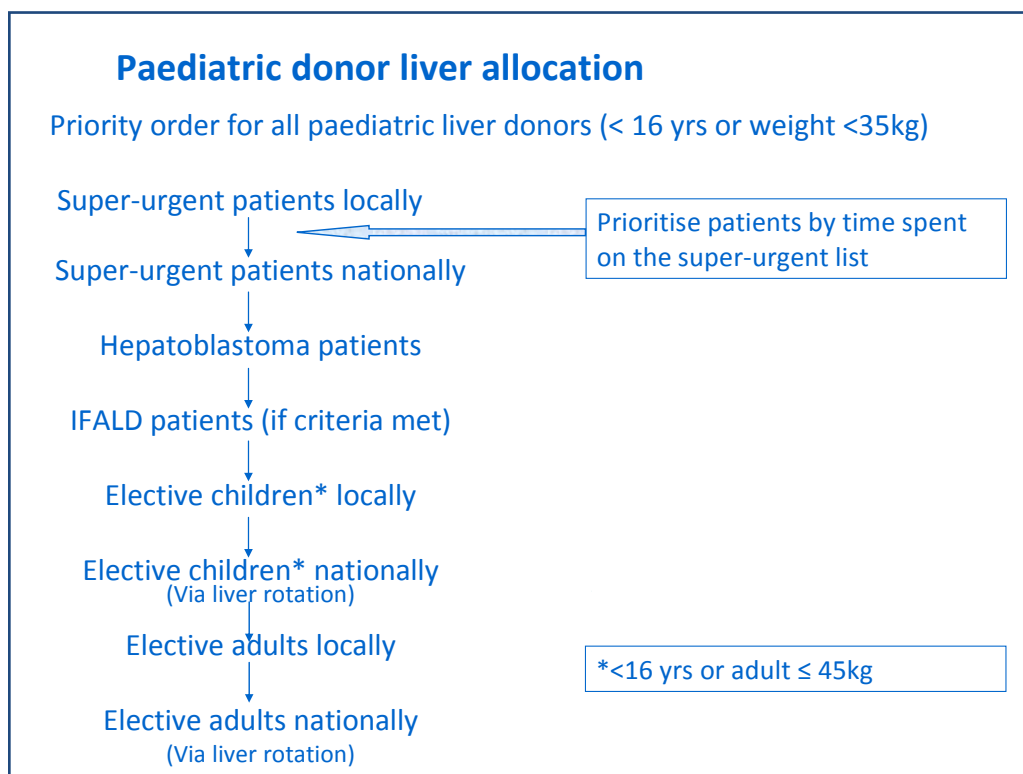 Paediatric donor liver allocation
Priority order for all paediatric liver donors (< 16 yrs or weight <35kg)
Super-urgent patients locally
Prioritise patients by time spent
on the super-urgent list
Super-urgent patients nationally
Hepatoblastoma patients
IFALD patients (if criteria met)
Elective children* locally
Elective children* nationally
(Via liver rotation)
Elective adults locally
*<16 yrs or adult ≤ 45kg
Elective adults nationally
(Via liver rotation)